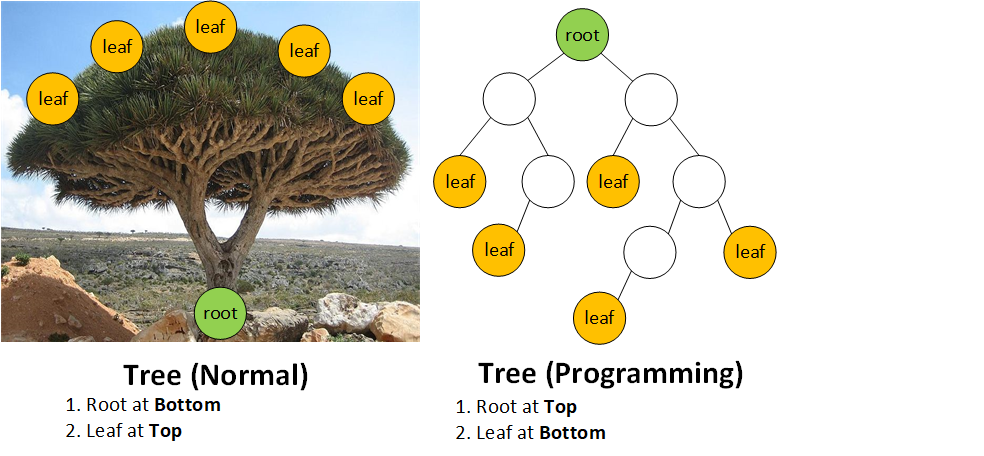 leaf
leaf
leaf
leaf
leaf
root
Tree (Normal)
1. Root at Bottom
2. Leaf at Top
root
leaf
leaf
leaf
leaf
leaf
Tree (Programming)
1. Root at Top
2. Leaf at Bottom